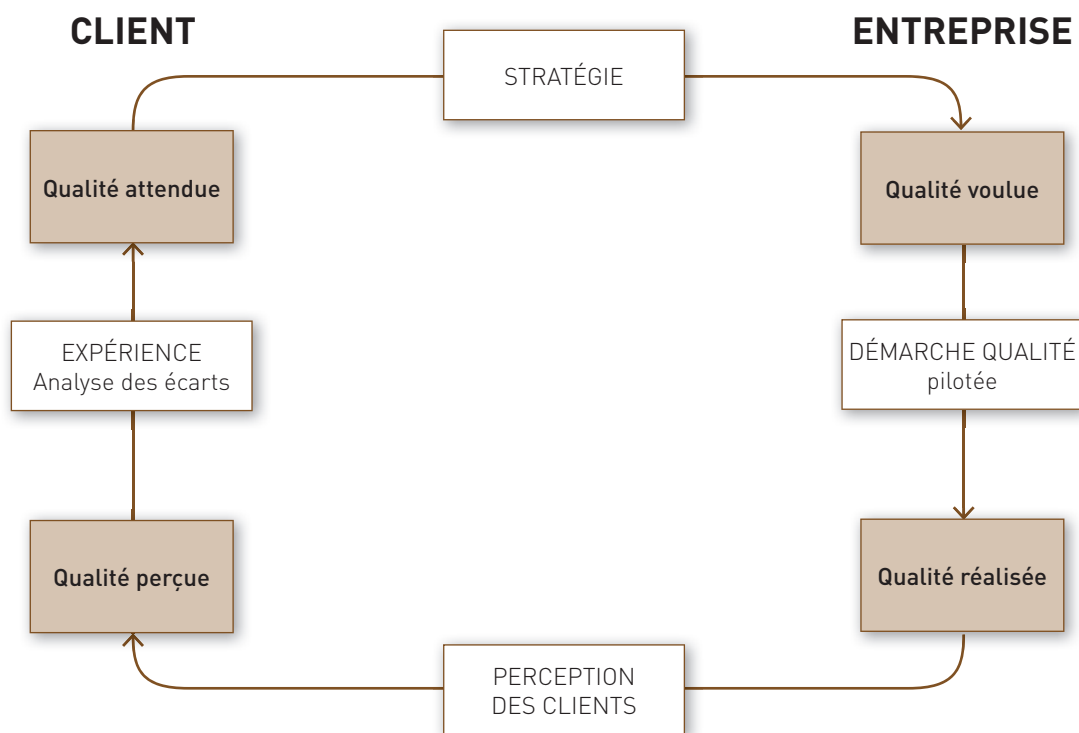 CLIENT
ENTREPRISE
STRATÉGIE
Qualité attendue
Qualité voulue
EXPÉRIENCE
Analyse des écarts
DÉMARCHE QUALITÉ
pilotée
Qualité perçue
Qualité réalisée
PERCEPTION
DES CLIENTS